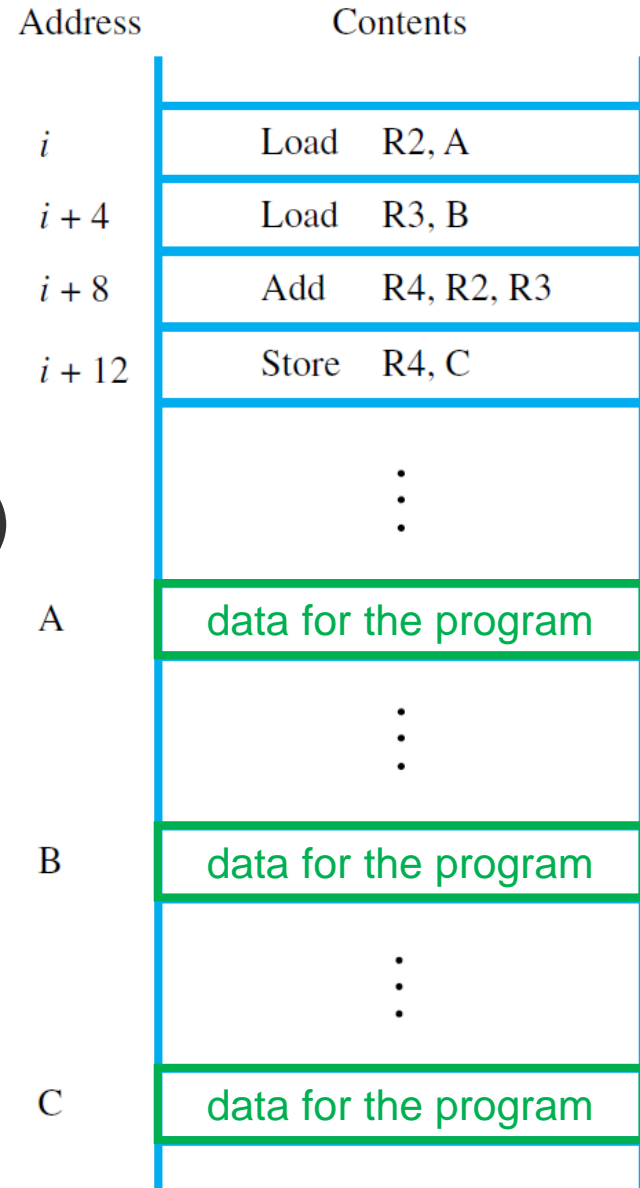 Address Contents
i Load R2, A
i + 4 Load R3, B
i + 8 Add R4, R2, R3
i + 12 Store R4, C
A data for the program
B data for the program
C data for the program